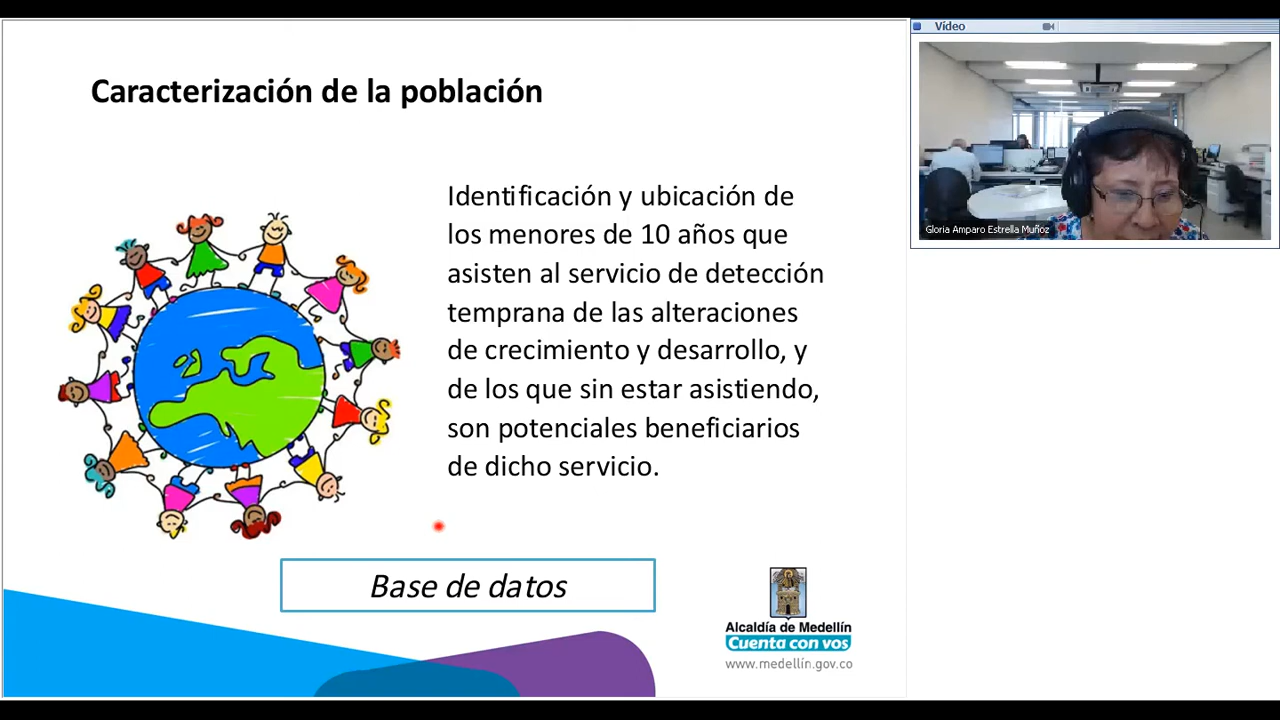 Caracterización de la población
Identificación y ubicación de
los menores de 10 años que
asisten al servicio de detección
temprana de las alteraciones
de crecimiento y desarrollo, y
de los que sin estar asistiendo,
son potenciales beneficiarios
de dicho servicio.
Base de datos
Alcaldía de Medellín
Cuenta con vos
www.medellín.gov.co
Vídeo
Gloria Amparo Estrella Muñoz